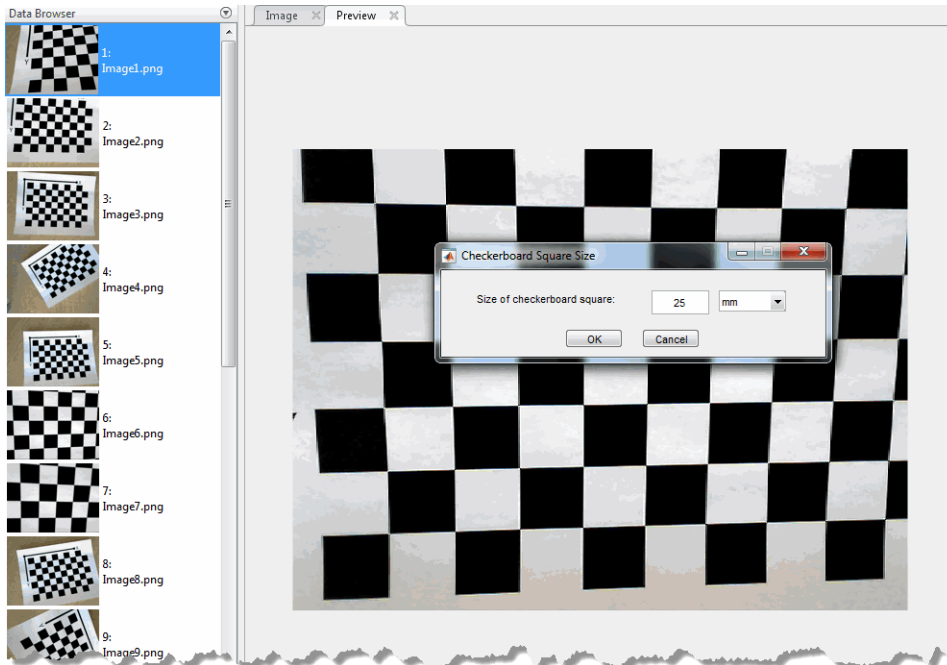 Data Browser
Image
Preview
1:
Image1.png
2:
Image2.png
3:
Image3.png
4:
Image4.png
5:
Image5.png
6:
Image6.png
7:
Image7.png
8:
Image8.png
9:
Image9.png
Checkerboard Square Size
Size of checkerboard square: 25 mm
OK Cancel